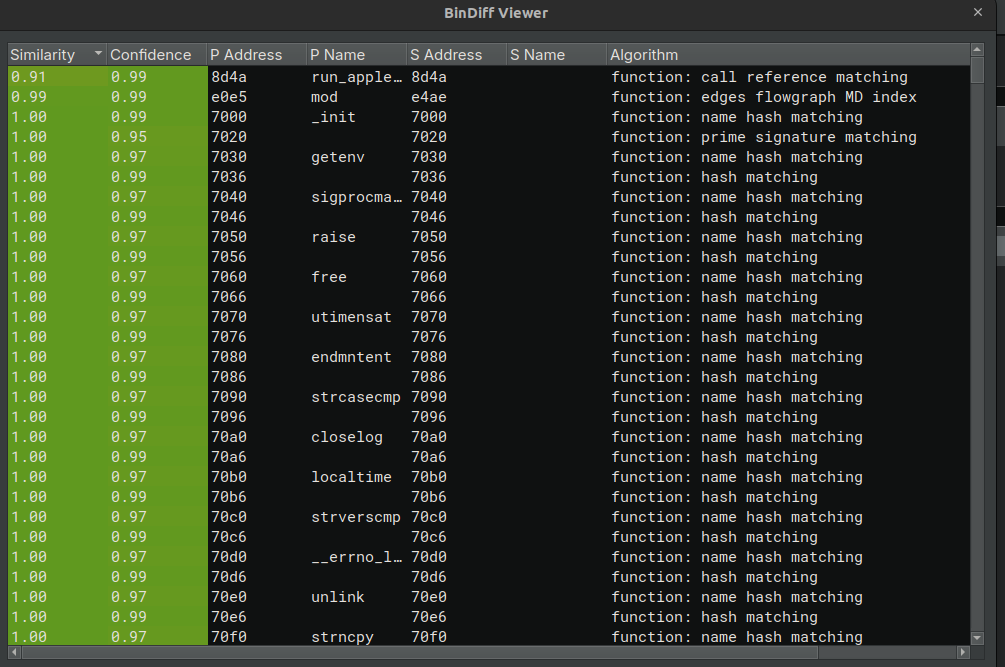 BinDiff Viewer ×
Similarity Confidence P Address P Name S Address S Name Algorithm
0.91 0.99 8d4a run_apple… 8d4a function: call reference matching
0.99 0.99 e0e5 mod e4ae function: edges flowgraph MD index
1.00 0.99 7000 _init 7000 function: name hash matching
1.00 0.95 7020 7020 function: prime signature matching
1.00 0.97 7030 getenv 7030 function: name hash matching
1.00 0.99 7036 7036 function: hash matching
1.00 0.97 7040 sigprocma… 7040 function: name hash matching
1.00 0.99 7046 7046 function: hash matching
1.00 0.97 7050 raise 7050 function: name hash matching
1.00 0.99 7056 7056 function: hash matching
1.00 0.97 7060 free 7060 function: name hash matching
1.00 0.99 7066 7066 function: hash matching
1.00 0.97 7070 utimensat 7070 function: name hash matching
1.00 0.99 7076 7076 function: hash matching
1.00 0.97 7080 endmntent 7080 function: name hash matching
1.00 0.99 7086 7086 function: hash matching
1.00 0.97 7090 strcasecmp 7090 function: name hash matching
1.00 0.99 7096 7096 function: hash matching
1.00 0.97 70a0 closelog 70a0 function: name hash matching
1.00 0.99 70a6 70a6 function: hash matching
1.00 0.97 70b0 localtime 70b0 function: name hash matching
1.00 0.99 70b6 70b6 function: hash matching
1.00 0.97 70c0 strverscmp 70c0 function: name hash matching
1.00 0.99 70c6 70c6 function: hash matching
1.00 0.97 70d0 __errno_l… 70d0 function: name hash matching
1.00 0.99 70d6 70d6 function: hash matching
1.00 0.97 70e0 unlink 70e0 function: name hash matching
1.00 0.99 70e6 70e6 function: hash matching
1.00 0.97 70f0 strncpy 70f0 function: name hash matching